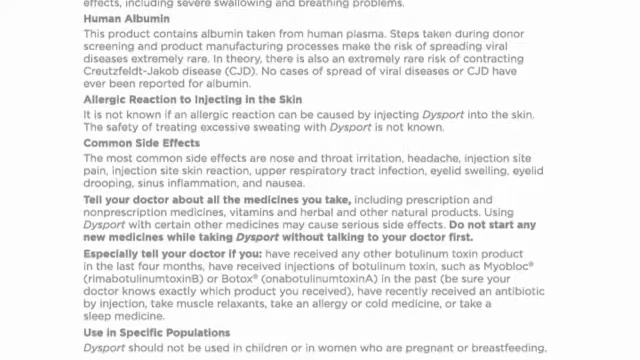 effects, including severe swallowing and breathing problems.
Human Albumin
This product contains albumin taken from human plasma. Steps taken during donor
screening and product manufacturing processes make the risk of spreading viral
diseases extremely rare. In theory, there is also an extremely rare risk of contracting
Creutzfeldt-Jakob disease (CJD). No cases of spread of viral diseases or CJD have
ever been reported for albumin.
Allergic Reaction to Injecting in the Skin
It is not known if an allergic reaction can be caused by injecting Dysport into the skin.
The safety of treating excessive sweating with Dysport is not known.
Common Side Effects
The most common side effects are nose and throat irritation, headache, injection site
pain, injection site skin reaction, upper respiratory tract infection, eyelid swelling, eyelid
drooping, sinus inflammation, and nausea.
Tell your doctor about all the medicines you take, including prescription and
nonprescription medicines, vitamins and herbal and other natural products. Using
Dysport with certain other medicines may cause serious side effects. Do not start any
new medicines while taking Dysport without talking to your doctor first.
Especially tell your doctor if you: have received any other botulinum toxin product
in the last four months, have received injections of botulinum toxin, such as Myobloc®
(rimabotulinumtoxinB) or Botox® (onabotulinumtoxinA) in the past (be sure your
doctor knows exactly which product you received), have recently received an antibiotic
by injection, take muscle relaxants, take an allergy or cold medicine, or take a
sleep medicine.
Use in Specific Populations
Dysport should not be used in children or in women who are pregnant or breastfeeding,